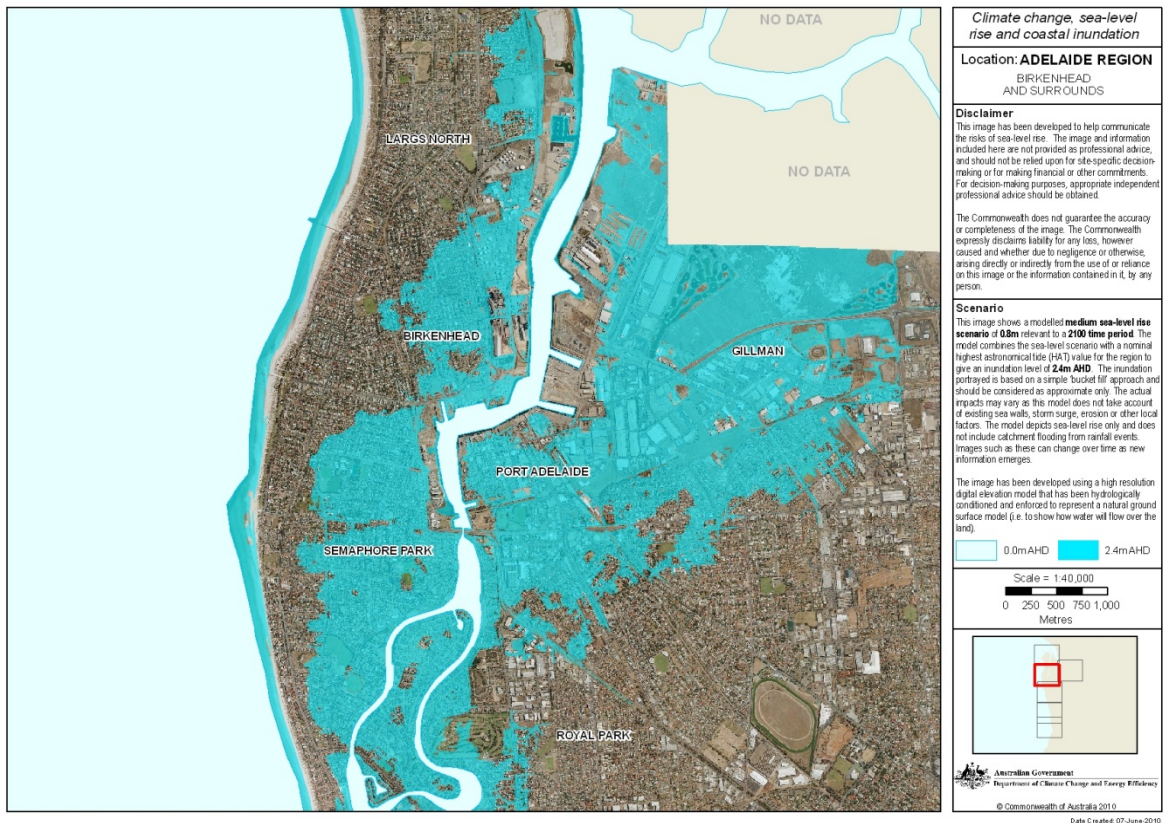 NO DATA
LARGS NORTH
NO DATA
BIRKENHEAD
GILLMAN
PORT ADELAIDE
SEMAPHORE PARK
ROYAL PARK
Climate change, sea-level
rise and coastal inundation
Location: ADELAIDE REGION
BIRKENHEAD
AND SURROUNDS
Disclaimer
This image has been developed to help communicate
the risks of sea-level rise. The image and information
included here are not provided as professional advice,
and should not be relied upon for site-specific decision-
making or for making financial or other commitments.
For decision-making purposes, appropriate independent
professional advice should be obtained.
The Commonwealth does not guarantee the accuracy
or completeness of the image. The Commonwealth
expressly disclaims liability for any loss, however
caused and whether due to negligence or otherwise,
arising directly or indirectly from the use of or reliance
on this image or the information contained in it, by any
person.
Scenario
This image shows a modelled medium sea-level rise
scenario of 0.8m relevant to a 2100 time period. The
model combines the sea-level scenario with a nominal
highest astronomical tide (HAT) value for the region to
give an inundation level of 2.4m AHD. The inundation
portrayed is based on a simple 'bucket fill' approach and
should be considered as approximate only. The actual
impacts may vary as this model does not take account
of existing sea walls, storm surge, erosion or other local
factors. The model depicts sea-level rise only and does
not include catchment flooding from rainfall events.
Images such as these can change over time as new
information emerges.
The image has been developed using a high resolution
digital elevation model that has been hydrologically
conditioned and enforced to represent a natural ground
surface model (i.e. to show how water will flow over the
land).
0.0m AHD 2.4m AHD
Scale = 1:40,000
0 250 500 750 1,000
Metres
Australian Government
Department of Climate Change and Energy Efficiency
© Commonwealth of Australia 2010
Date Created: 07-June-2010